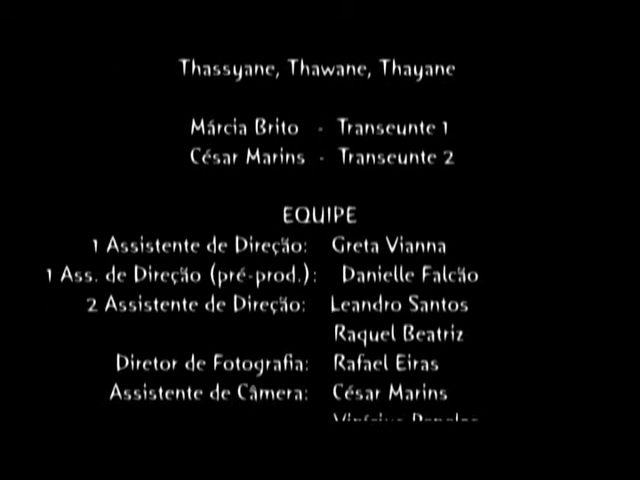 Thassyane, Thawane, Thayane
Márcia Brito - Transeunte 1
César Marins - Transeunte 2
EQUIPE
1 Assistente de Direção: Greta Vianna
1 Ass. de Direção (pré-prod.): Danielle Falcão
2 Assistente de Direção: Leandro Santos
Raquel Beatriz
Diretor de Fotografia: Rafael Eiras
Assistente de Câmera: César Marins